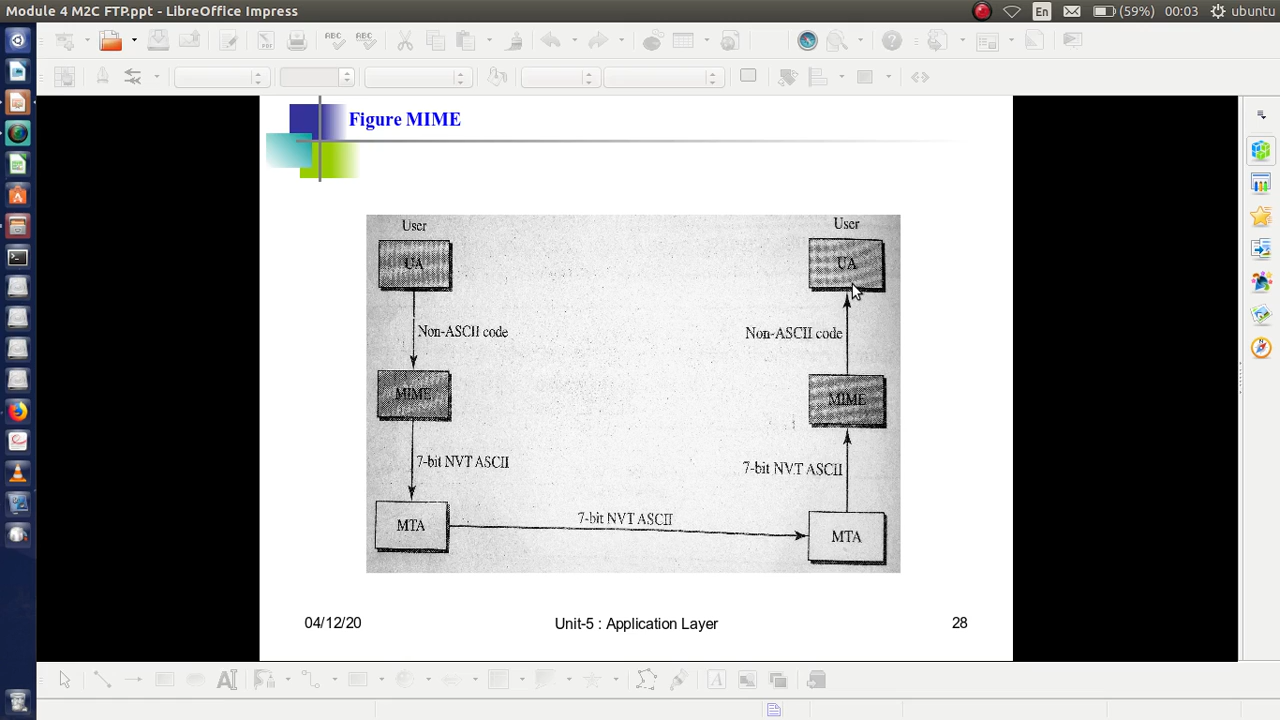 Module 4 M2C FTP.ppt - LibreOffice Impress
En
(59%)
00:03
ubuntu
ABC
ABC
Figure MIME
User
User
UA
UA
Non-ASCII code
Non-ASCII code
MIME
MIME
7-bit NVT ASCII
7-bit NVT ASCII
MTA
7-bit NVT ASCII
MTA
04/12/20
Unit-5 : Application Layer
28